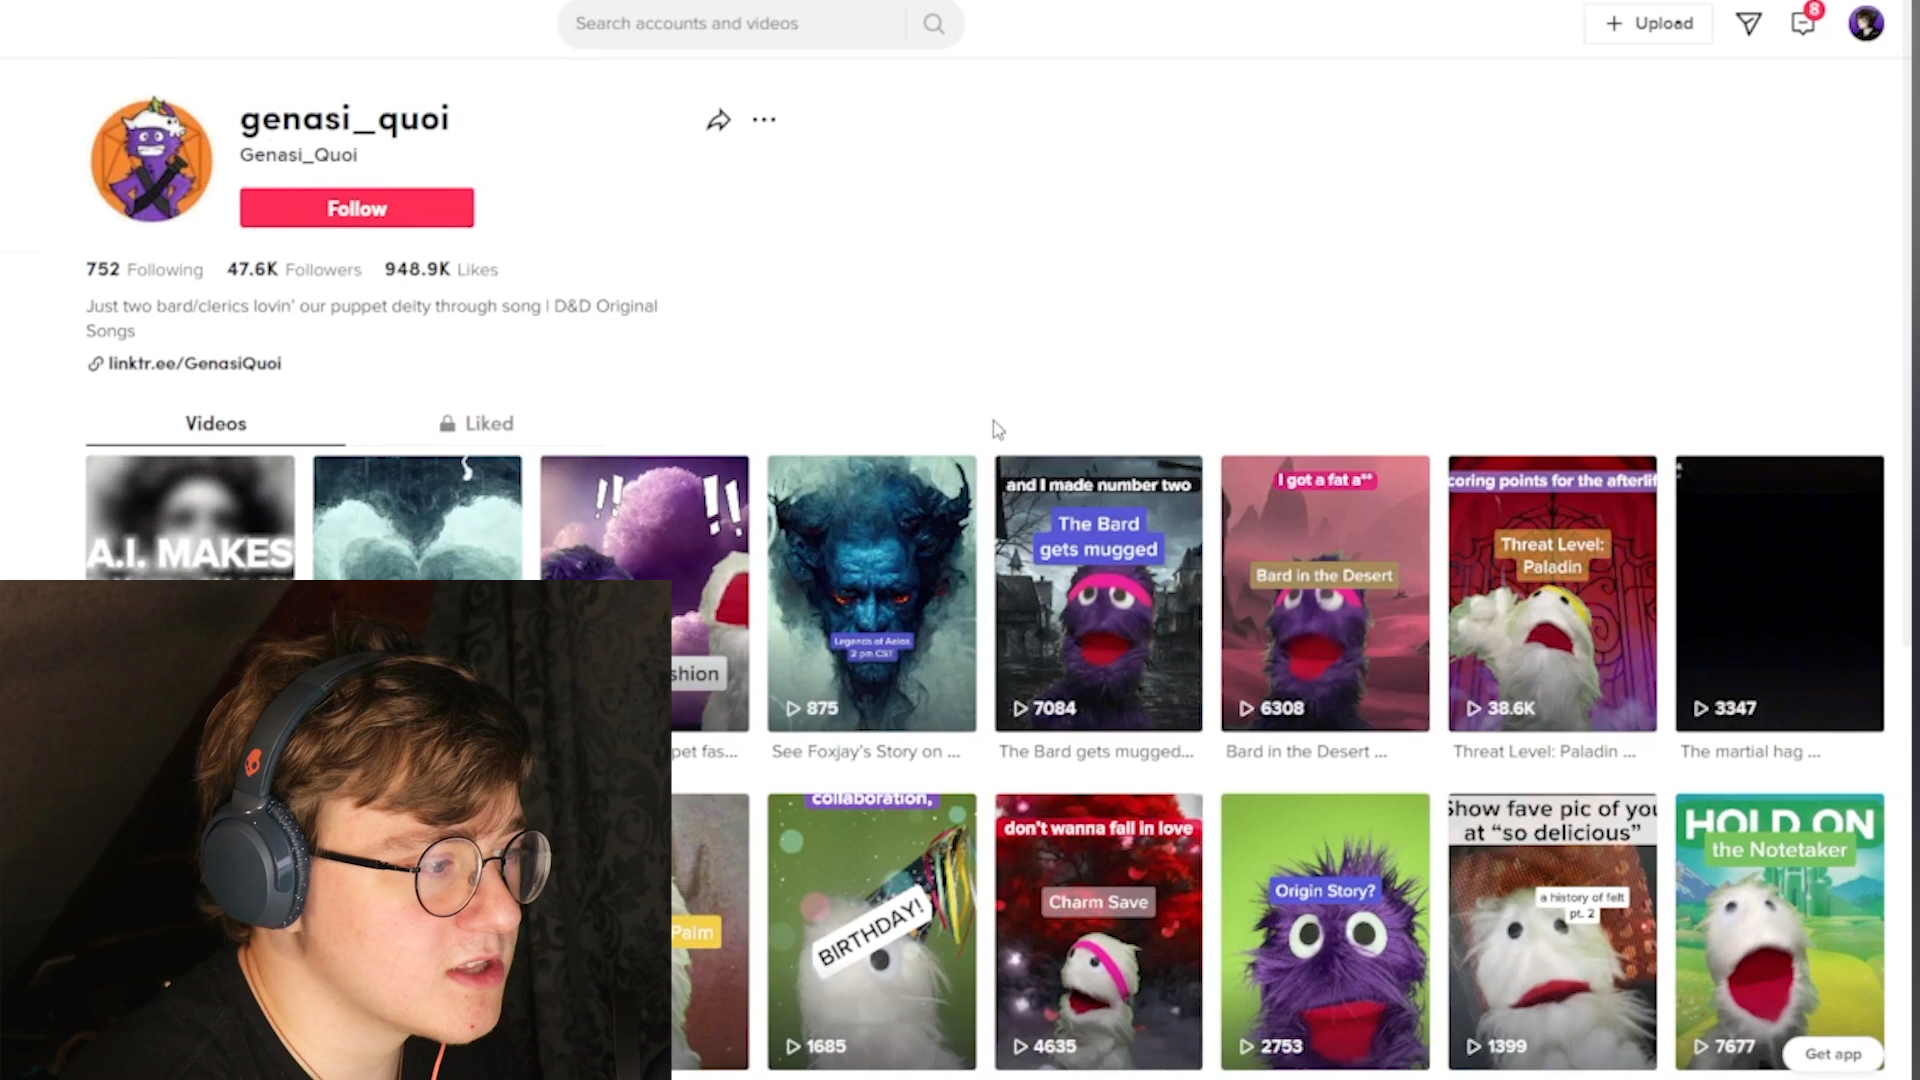 Search accounts and videos
Upload
8
genasi_quoi
Genasi_Quoi
Follow
752 Following 47.6K Followers 948.9K Likes
Just two bard/clerics lovin' our puppet deity through song | D&D Original
Songs
linktr.ee/GenasiQuoi
Videos
Liked
A.I. MAKES
!!
!!
shion
pet fas...
Legends of Aelos
2 pm CST
875
See Foxjay's Story on ...
and I made number two
The Bard
gets mugged
7084
The Bard gets mugged...
I got a fat a**
Bard in the Desert
6308
Bard in the Desert ...
coring points for the afterlif
Threat Level:
Paladin
38.6K
Threat Level: Paladin ...
3347
The martial hag ...
Palm
collaboration,
BIRTHDAY!
1685
don't wanna fall in love
Charm Save
4635
Origin Story?
2753
Show fave pic of you
at “so delicious”
a history of felt
pt. 2
1399
HOLD ON
the Notetaker
7677
Get app